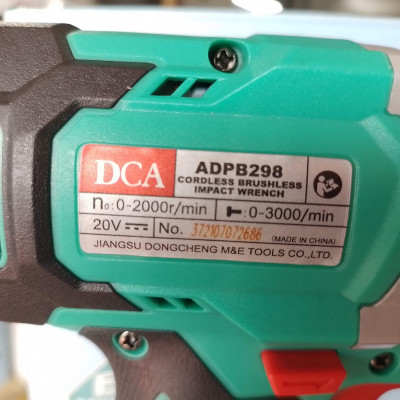 DCA
ADPB298
CORDLESS BRUSHLESS
IMPACT WRENCH
n₀:0-2000r/min
:0-3000/min
20V⎓ No. 372107072686 (MADE IN CHINA)
JIANGSU DONGCHENG M&E TOOLS CO.,LTD.